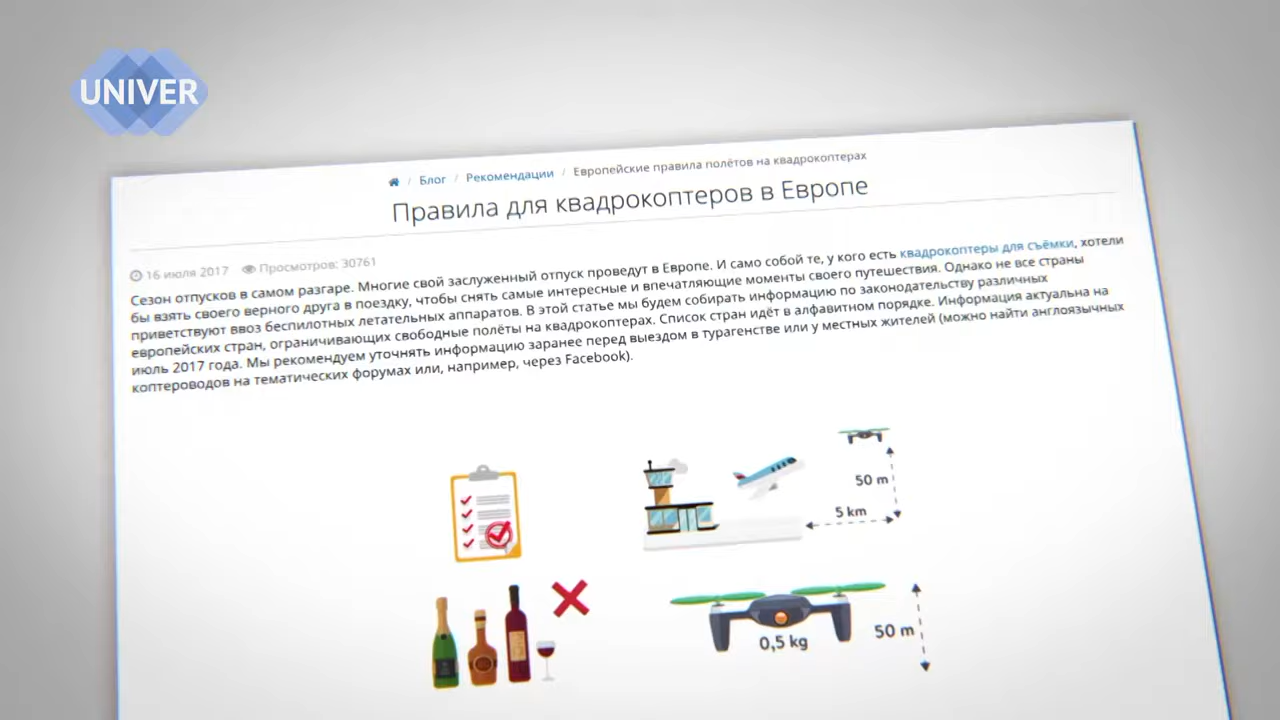 UNIVER
Блог / Рекомендации / Европейские правила полётов на квадрокоптерах
Правила для квадрокоптеров в Европе
16 июля 2017 Просмотров: 30761
Сезон отпусков в самом разгаре. Многие свой заслуженный отпуск проведут в Европе. И само собой те, у кого есть квадрокоптеры для съёмки, хотели
бы взять своего верного друга в поездку, чтобы снять самые интересные и впечатляющие моменты своего путешествия. Однако не все страны
приветствуют ввоз беспилотных летательных аппаратов. В этой статье мы будем собирать информацию по законодательству различных
европейских стран, ограничивающих свободные полёты на квадрокоптерах. Список стран идёт в алфавитном порядке. Информация актуальна на
июль 2017 года. Мы рекомендуем уточнять информацию заранее перед выездом в турагенстве или у местных жителей (можно найти англоязычных
коптероводов на тематических форумах или, например, через Facebook).
50 m
5 km
0,5 kg
50 m